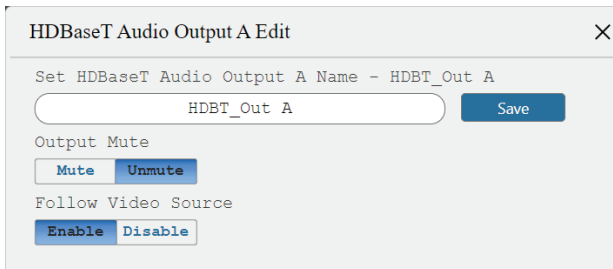 HDBaseT Audio Output A Edit
Set HDBaseT Audio Output A Name - HDBT_Out A
HDBT_Out A Save
Output Mute
Mute Unmute
Follow Video Source
Enable Disable